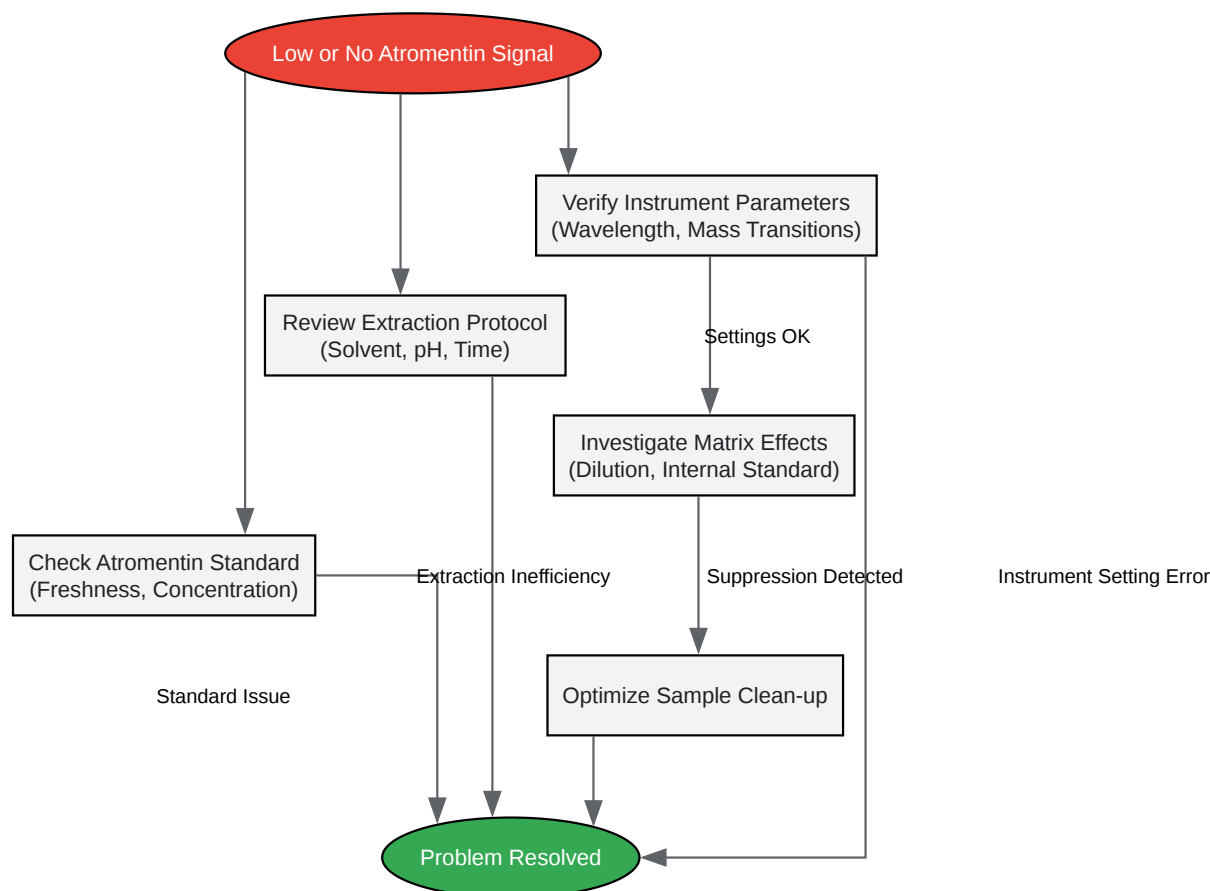 Low or No Atromentin Signal
Verify Instrument Parameters
(Wavelength, Mass Transitions)
Review Extraction Protocol
(Solvent, pH, Time)
Settings OK
Investigate Matrix Effects
(Dilution, Internal Standard)
Check Atromentin Standard
(Freshness, Concentration)
Extraction Inefficiency
Suppression Detected
Instrument Setting Error
Standard Issue
Optimize Sample Clean-up
Problem Resolved